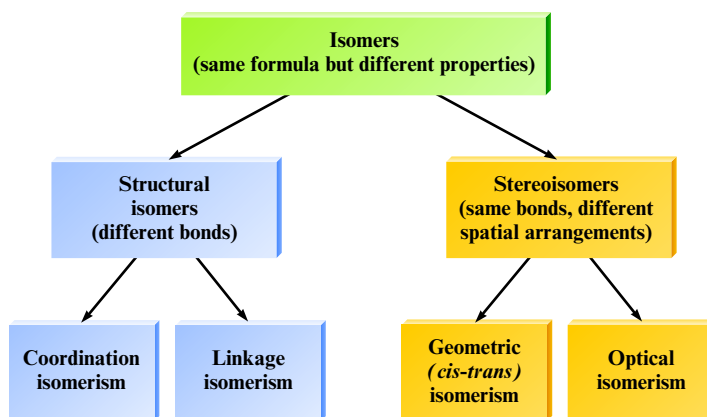 Isomers
(same formula but different properties)
Structural
isomers
(different bonds)
Stereoisomers
(same bonds, different
spatial arrangements)
Coordination
isomerism
Linkage
isomerism
Geometric
(cis-trans)
isomerism
Optical
isomerism